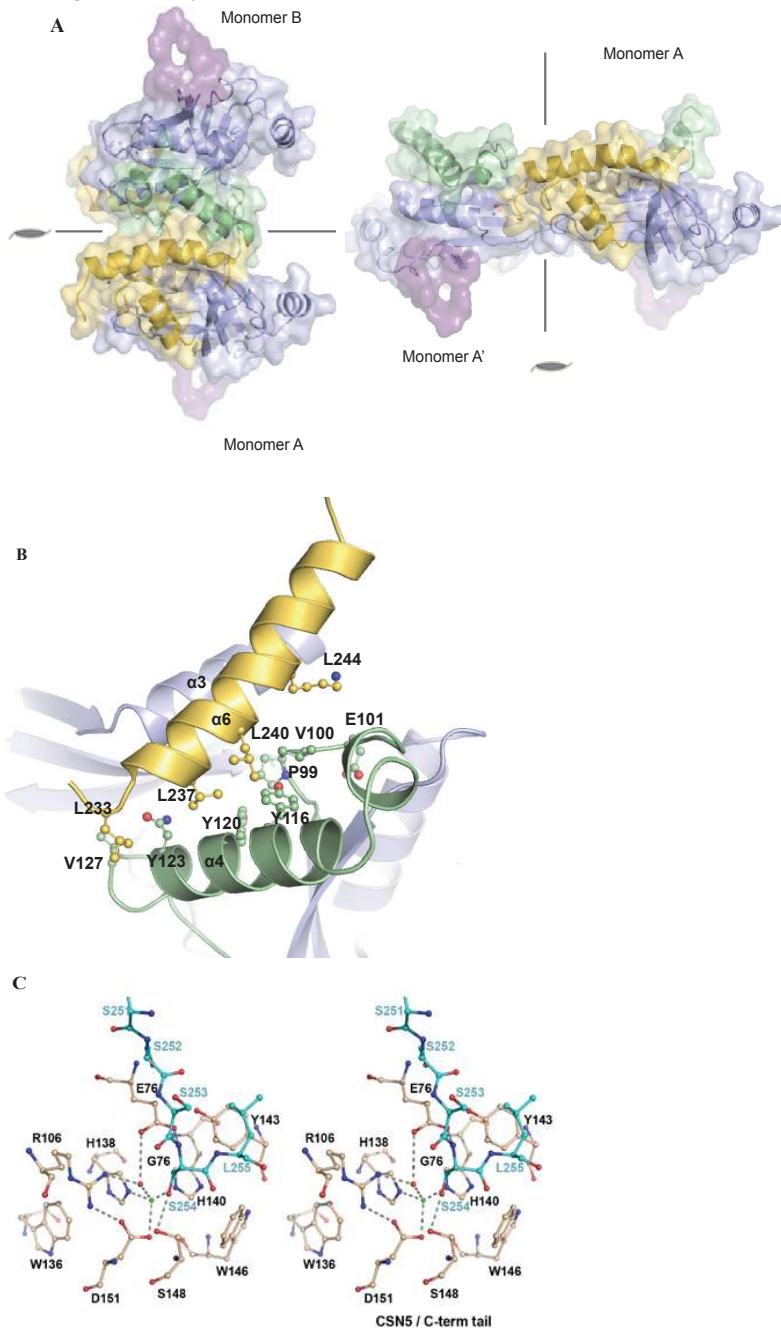 A
Monomer B
Monomer A
Monomer A'
Monomer A
B
L244
α3
α6
L240 V100 E101
P99
L237
L233
Y120 Y116
V127 Y123 α4
C
S251 S251
S252 S252
E76 S253 E76 S253
Y143 Y143
R106 H138 R106 H138
G76 G76
L255 L255
H140 H140
S254 S254
W136 W146 W136 W146
D151 S148 D151 S148
CSN5 / C-term tail